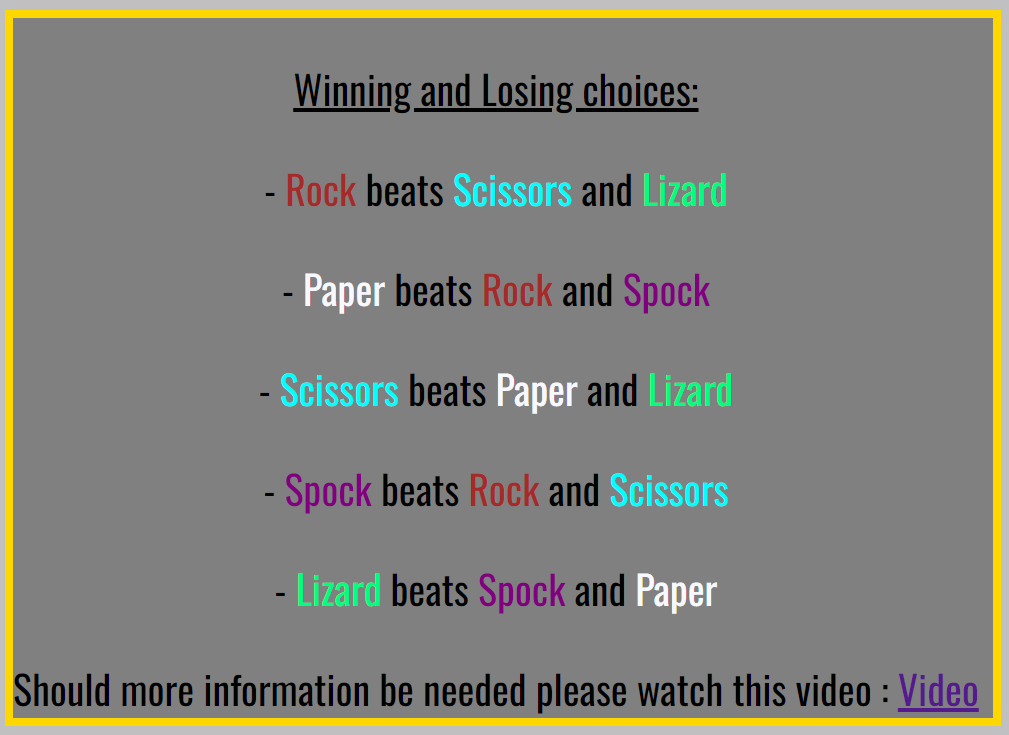 Winning and Losing choices:
- Rock beats Scissors and Lizard
- Paper beats Rock and Spock
- Scissors beats Paper and Lizard
- Spock beats Rock and Scissors
- Lizard beats Spock and Paper
Should more information be needed please watch this video : Video